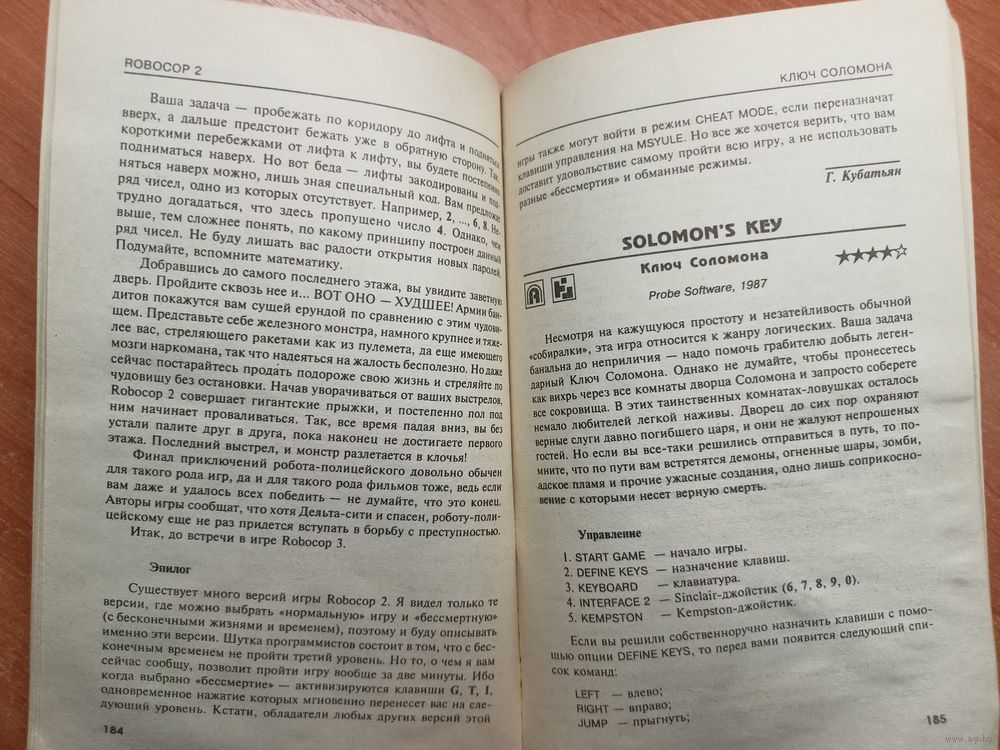 ROBOCOP 2
Ваша задача — пробежать по коридору до лифта и подняться
вверх, а дальше предстоит бежать уже в обратную сторону. Так,
короткими перебежками от лифта к лифту, вы будете постепенно
подниматься наверх. Но вот беда — лифты закодированы и под-
няться наверх можно, лишь зная специальный код. Вам предложат
ряд чисел, одно из которых отсутствует. Например, 2, ..., 6, 8. Не-
трудно догадаться, что здесь пропущено число 4. Однако, чем
выше, тем сложнее понять, по какому принципу построен данный
ряд чисел. Не буду лишать вас радости открытия новых паролей.
Подумайте, вспомните математику.
Добравшись до самого последнего этажа, вы увидите заветную
дверь. Пройдите сквозь нее и... ВОТ ОНО — ХУДШЕЕ! Армии бан-
дитов покажутся вам сущей ерундой по сравнению с этим чудови-
щем. Представьте себе железного монстра, намного крупнее и тяже-
лее вас, стреляющего ракетами как из пулемета, да еще имеющего
мозги наркомана, так что надеяться на жалость бесполезно. Но даже
сейчас постарайтесь продать подороже свою жизнь и стреляйте по
чудовищу без остановки. Начав уворачиваться от ваших выстрелов,
Robocop 2 совершает гигантские прыжки, и постепенно пол под
ним начинает проваливаться. Так, все время падая вниз, вы без
устали палите друг в друга, пока наконец не достигаете первого
этажа. Последний выстрел, и монстр разлетается в клочья!
Финал приключений робота-полицейского довольно обычен
для такого рода игр, да и для такого рода фильмов тоже, ведь если
вам даже и удалось всех победить — не думайте, что это конец.
Авторы игры сообщат, что хотя Дельта-сити и спасен, роботу-поли-
цейскому еще не раз придется вступать в борьбу с преступностью.
Итак, до встречи в игре Robocop 3.
Эпилог
Существует много версий игры Robocop 2. Я видел только те
версии, где можно выбрать «нормальную» игру и «бессмертную»
(с бесконечными жизнями и временем), поэтому и буду описывать
именно эти версии. Шутка программистов состоит в том, что с бес-
конечным временем не пройти третий уровень. Но то, о чем я вам
сейчас сообщу, позволит пройти игру вообще за две минуты. Ибо
когда выбрано «бессмертие» — активизируются клавиши G, T, I,
одновременное нажатие которых мгновенно перенесет вас на сле-
дующий уровень. Кстати, обладатели любых других версий этой
184
КЛЮЧ СОЛОМОНА
игры также могут войти в режим CHEAT MODE, если переназначат
клавиши управления на MSYULE. Но все же хочется верить, что вам
доставит удовольствие самому пройти всю игру, а не использовать
разные «бессмертия» и обманные режимы.
Г. Кубатьян
SOLOMON'S KEY
Ключ Соломона
Probe Software, 1987
Несмотря на кажущуюся простоту и незатейливость обычной
«собиралки», эта игра относится к жанру логических. Ваша задача
банальна до неприличия — надо помочь грабителю добыть леген-
дарный Ключ Соломона. Однако не думайте, чтобы пронесетесь
как вихрь через все комнаты дворца Соломона и запросто соберете
все сокровища. В этих таинственных комнатах-ловушках осталось
немало любителей легкой наживы. Дворец до сих пор охраняют
верные слуги давно погибшего царя, и они не жалуют непрошеных
гостей. Но если вы все-таки решились отправиться в путь, то по-
мните, что по пути вам встретятся демоны, огненные шары, зомби,
адское пламя и прочие ужасные создания, одно лишь соприкосно-
вение с которыми несет верную смерть.
Управление
1. START GAME — начало игры.
2. DEFINE KEYS — назначение клавиш.
3. KEYBOARD — клавиатура.
4. INTERFACE 2 — Sinclair-джойстик (6, 7, 8, 9, 0).
5. KEMPSTON — Kempston-джойстик.
Если вы решили собственноручно назначить клавиши с помо-
щью опции DEFINE KEYS, то перед вами появится следующий спи-
сок команд:
LEFT — влево;
RIGHT — вправо;
JUMP — прыгнуть;
185
www.ay.by